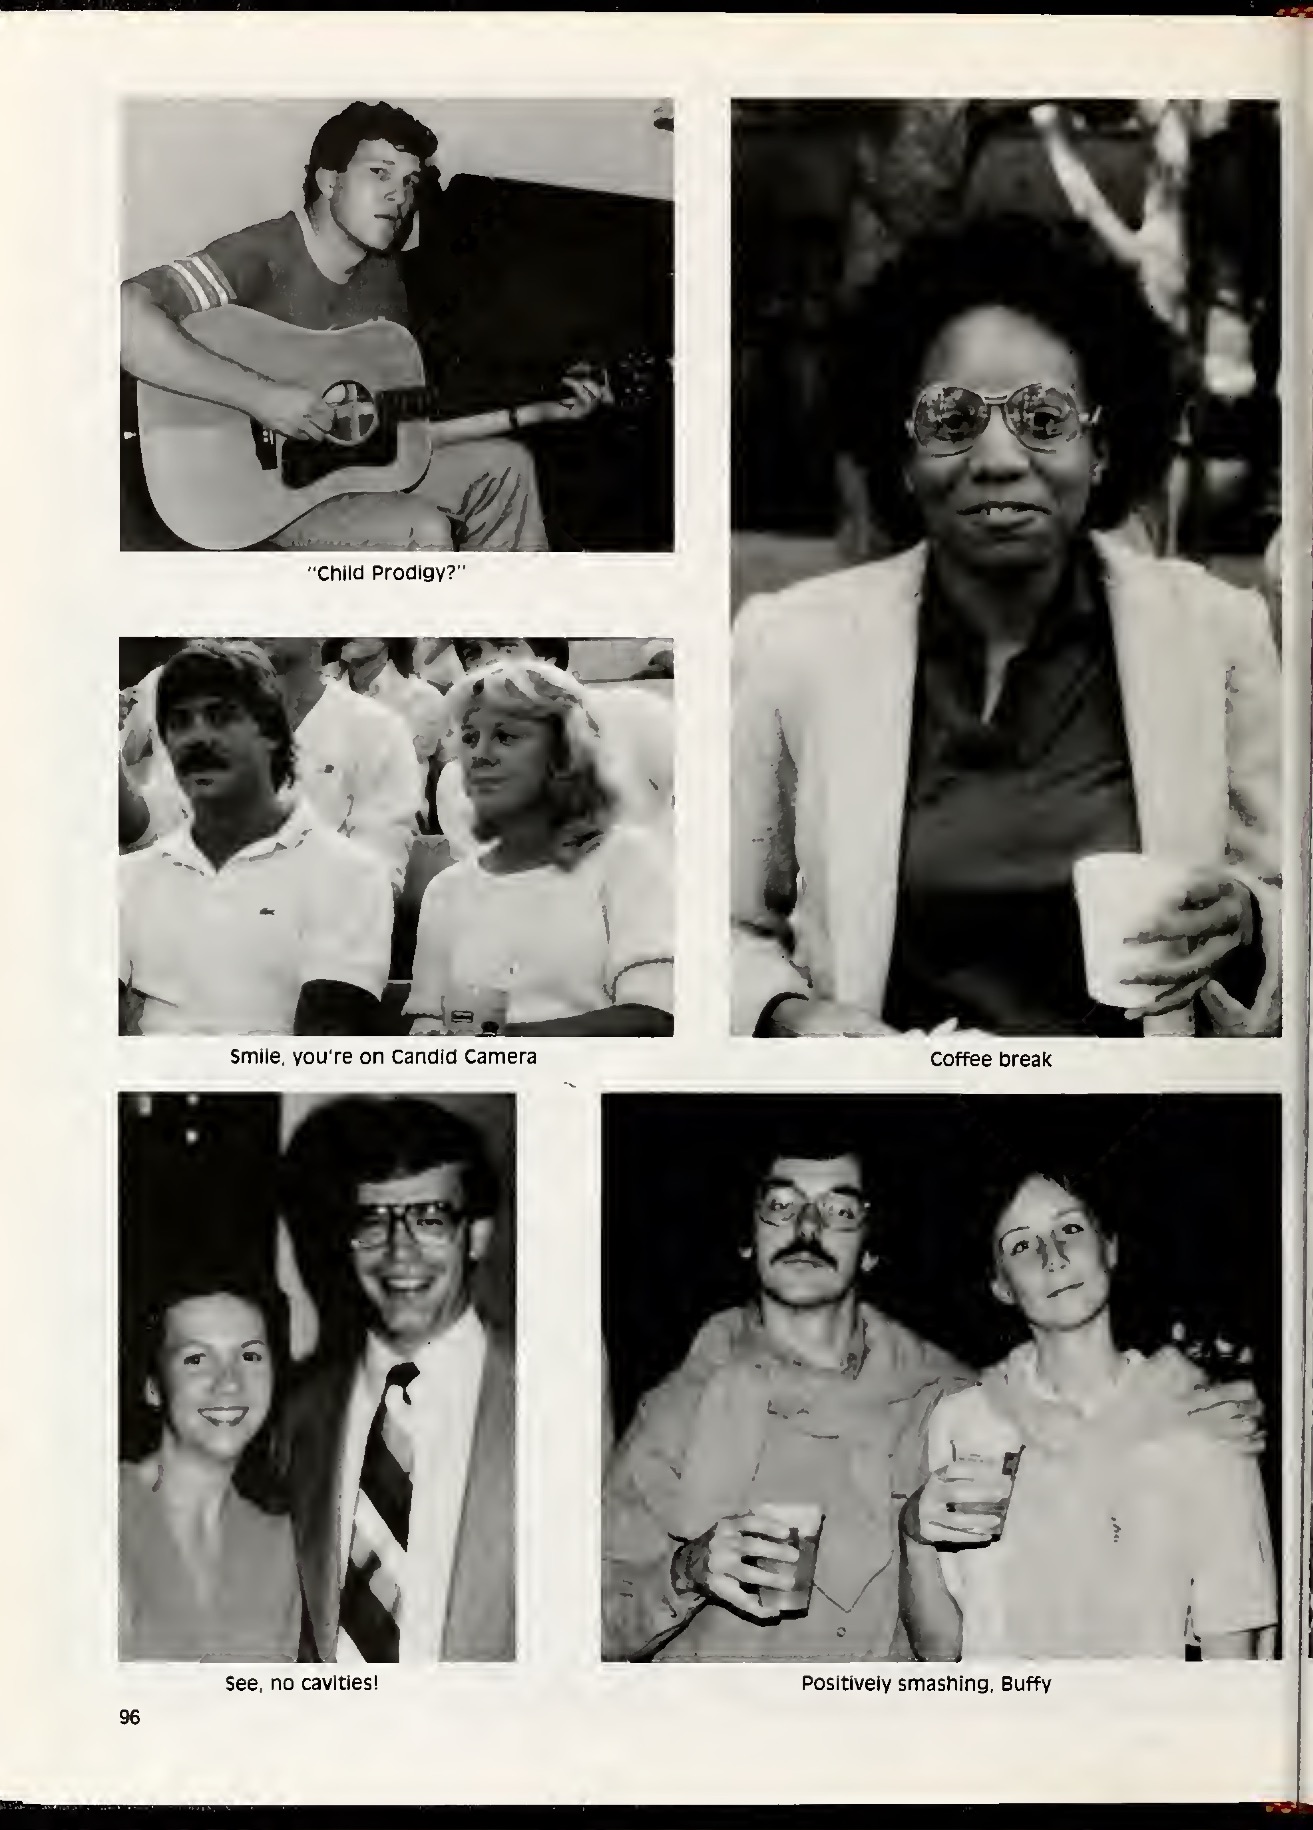 "Child Prodigy?"
Smile, you're on Candid Camera
Coffee break
See, no cavities!
Positively smashing, Buffy
96